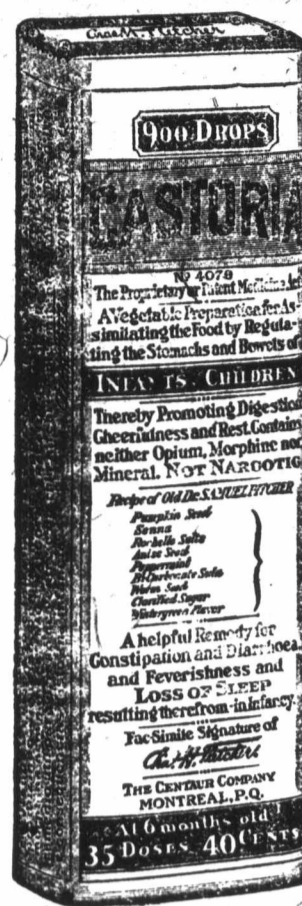 Chas. H. Fletcher
900 DROPS
CASTORIA
No 4078
The Proprietary or Patent Medicine Act
A Vegetable Preparation for As-
similating the Food by Regula-
ting the Stomachs and Bowels of
INFANTS. CHILDREN
Thereby Promoting Digestion
Cheerfulness and Rest. Contains
neither Opium, Morphine nor
Mineral. NOT NARCOTIC
Recipe of Old Dr. SAMUEL PITCHER
Pumpkin Seed
Senna
Rochelle Salts
Anise Seed
Peppermint
Bi Carbonate Soda
Worm Seed
Clarified Sugar
Wintergreen Flavor
A helpful Remedy for
Constipation and Diarrhoea
and Feverishness and
LOSS OF SLEEP
resulting therefrom-in infancy.
Fac-Simile Signature of
Chas. H. Fletcher.
THE CENTAUR COMPANY
MONTREAL, P.Q.
At 6 months old
35 DOSES 40 CENTS